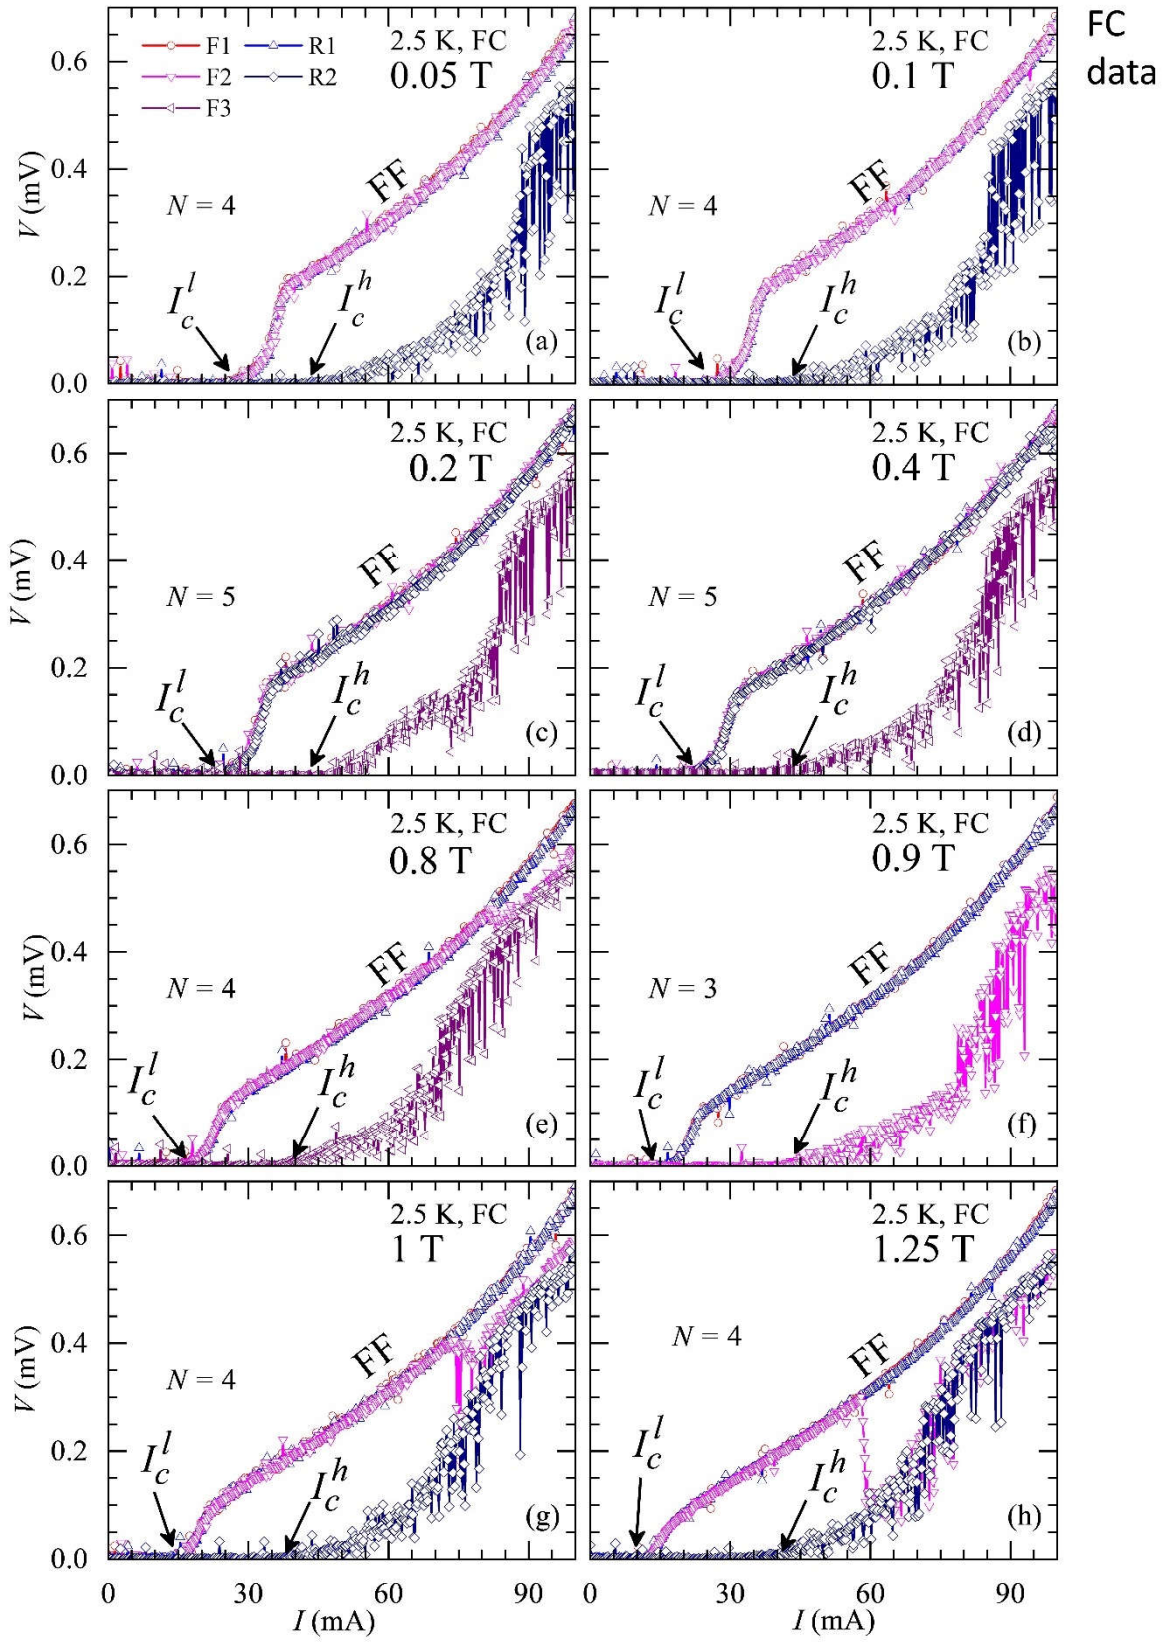 FC
data
F1 R1
F2 R2
F3
2.5 K, FC
0.05 T
FF
N = 4
I_c^l
I_c^h
(a)
V (mV)
0.6
0.4
0.2
0.0
2.5 K, FC
0.1 T
FF
N = 4
I_c^l
I_c^h
(b)
2.5 K, FC
0.2 T
FF
N = 5
I_c^l
I_c^h
(c)
V (mV)
0.6
0.4
0.2
0.0
2.5 K, FC
0.4 T
FF
N = 5
I_c^l
I_c^h
(d)
2.5 K, FC
0.8 T
FF
N = 4
I_c^l
I_c^h
(e)
V (mV)
0.6
0.4
0.2
0.0
2.5 K, FC
0.9 T
FF
N = 3
I_c^l
I_c^h
(f)
2.5 K, FC
1 T
FF
N = 4
I_c^l
I_c^h
(g)
V (mV)
0.6
0.4
0.2
0.0
0 30 60 90
I (mA)
2.5 K, FC
1.25 T
FF
N = 4
I_c^l
I_c^h
(h)
0 30 60 90
I (mA)